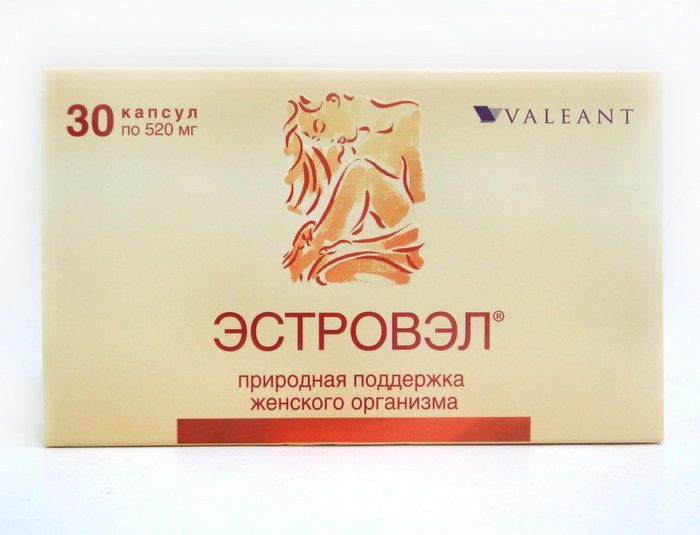 30 капсул
по 520 мг
VALEANT
ЭСТРОВЭЛ®
природная поддержка
женского организма